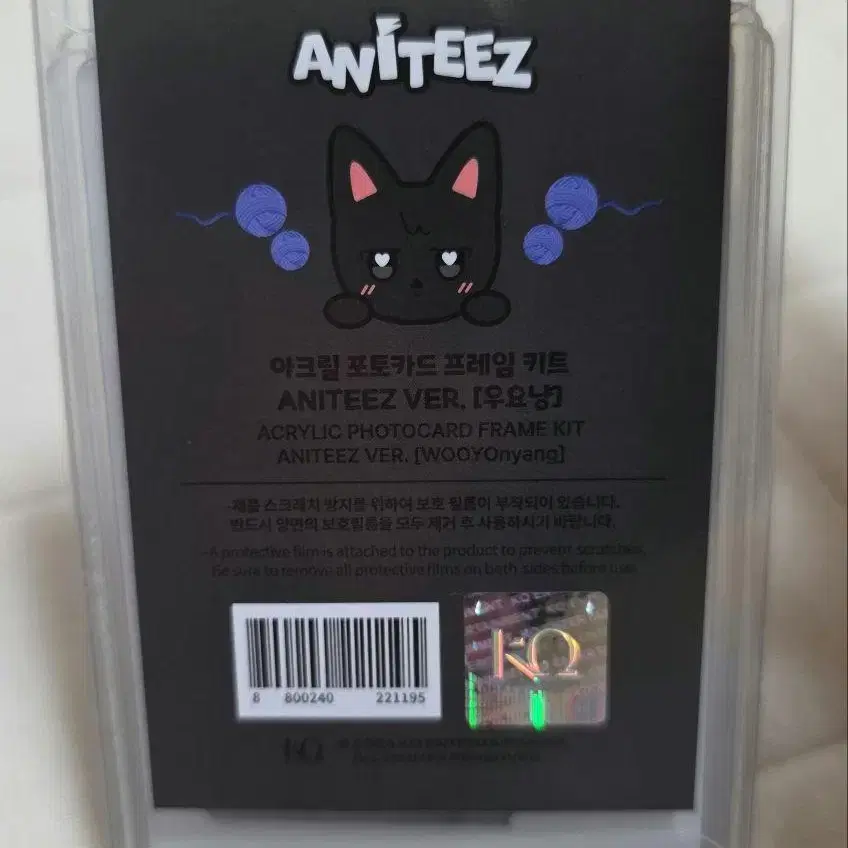 ANITEEZ
아크릴 포토카드 프레임 키트
ANITEEZ VER. [우요냥]
ACRYLIC PHOTOCARD FRAME KIT
ANITEEZ VER. [WOOYOnyang]
-제품 스크래치 방지를 위하여 보호 필름이 부착되어 있습니다.
반드시 양면의 보호필름을 모두 제거 후 사용하시기 바랍니다.
-A protective film is attached to the product to prevent scratches.
Be sure to remove all protective films on both sides before use.
8 800240 221195
KQ
KQ